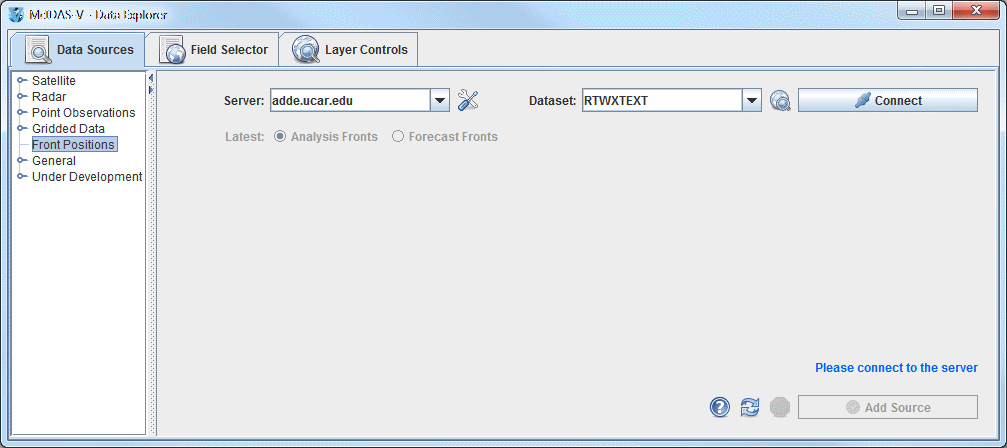 McIDAS-V - Data Explorer
Data Sources Field Selector Layer Controls
Satellite
Radar
Point Observations
Gridded Data
Front Positions
General
Under Development
Server: adde.ucar.edu Dataset: RTWXTEXT Connect
Latest: Analysis Fronts Forecast Fronts
Please connect to the server
? Add Source